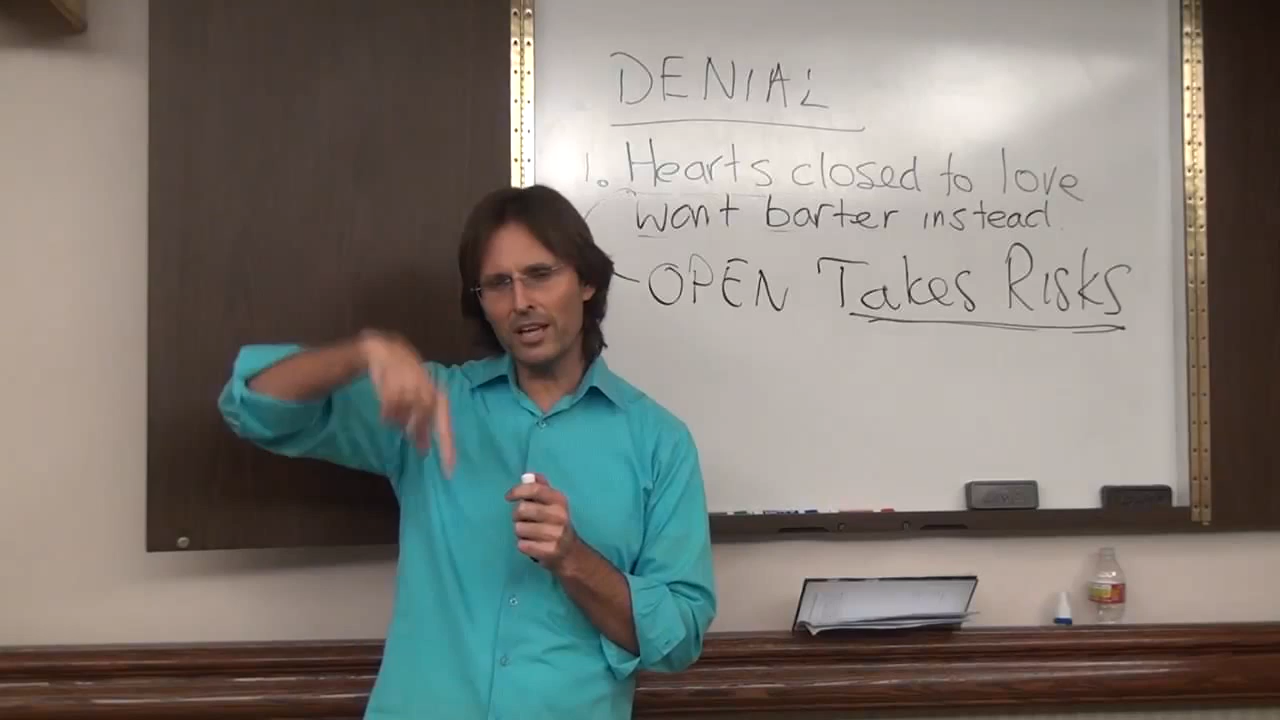 DENIAL
1. Hearts closed to love
want barter instead.
- OPEN Takes Risks